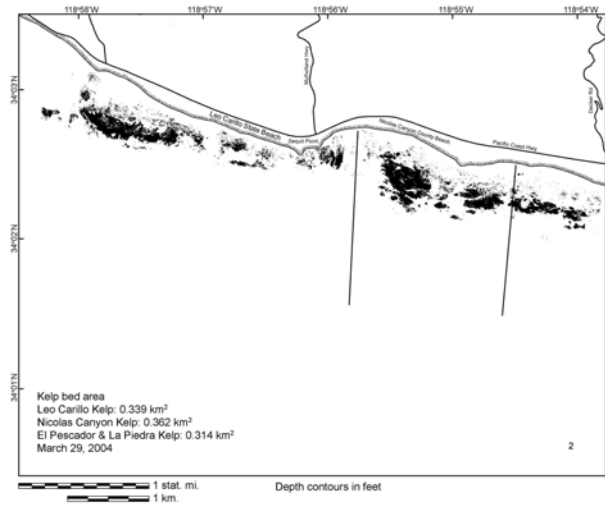 118°58'W 118°57'W 118°56'W 118°55'W 118°54'W
34°03'N
Mulholland Hwy
Decker Rd
Leo Carillo State Beach
Sequit Point
Nicolas Canyon County Beach
Pacific Coast Hwy
34°02'N
34°01'N
Kelp bed area
Leo Carillo Kelp: 0.339 km²
Nicolas Canyon Kelp: 0.362 km²
El Pescador & La Piedra Kelp: 0.314 km²
March 29, 2004
2
1 stat. mi.
1 km.
Depth contours in feet